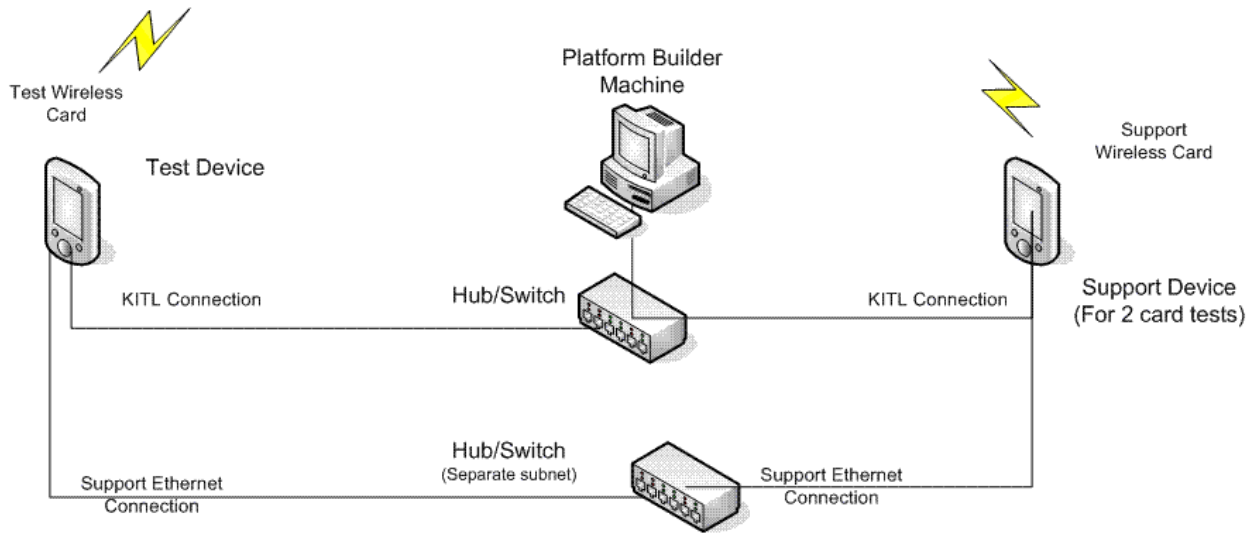 Platform Builder
Machine
Test Wireless
Card
Test Device
Support
Wireless Card
KITL Connection
Hub/Switch
KITL Connection
Support Device
(For 2 card tests)
Hub/Switch
(Separate subnet)
Support Ethernet
Connection
Support Ethernet
Connection